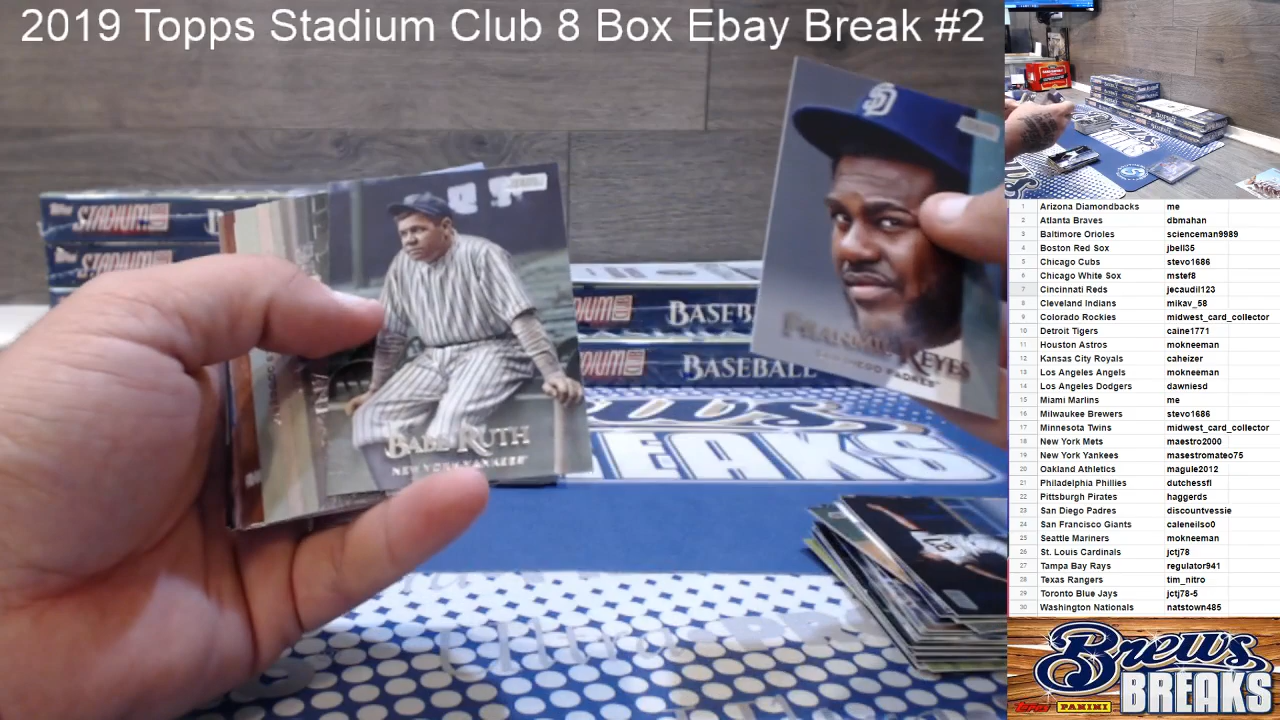 2019 Topps Stadium Club 8 Box Ebay Break #2
SD
Topps STADIUM CLUB
STADIUM
BABE RUTH
NEW YORK YANKEES
FRANMIL REYES
SAN DIEGO PADRES
BASEB
BASEBALL
BREAKS
1 Arizona Diamondbacks me
2 Atlanta Braves dbmahan
3 Baltimore Orioles scienceman9989
4 Boston Red Sox jbell35
5 Chicago Cubs stevo1686
6 Chicago White Sox mstef8
7 Cincinnati Reds jecaudil123
8 Cleveland Indians mikav_58
9 Colorado Rockies midwest_card_collector
10 Detroit Tigers caine1771
11 Houston Astros mokneeman
12 Kansas City Royals caheizer
13 Los Angeles Angels mokneeman
14 Los Angeles Dodgers dawniesd
15 Miami Marlins me
16 Milwaukee Brewers stevo1686
17 Minnesota Twins midwest_card_collector
18 New York Mets maestro2000
19 New York Yankees masestromateo75
20 Oakland Athletics magule2012
21 Philadelphia Phillies dutchessfl
22 Pittsburgh Pirates haggerds
23 San Diego Padres discountvessie
24 San Francisco Giants caleneilso0
25 Seattle Mariners mokneeman
26 St. Louis Cardinals jctj78
27 Tampa Bay Rays regulator941
28 Texas Rangers tim_nitro
29 Toronto Blue Jays jctj78-5
30 Washington Nationals natstown485
Brews
BREAKS
Topps PANINI